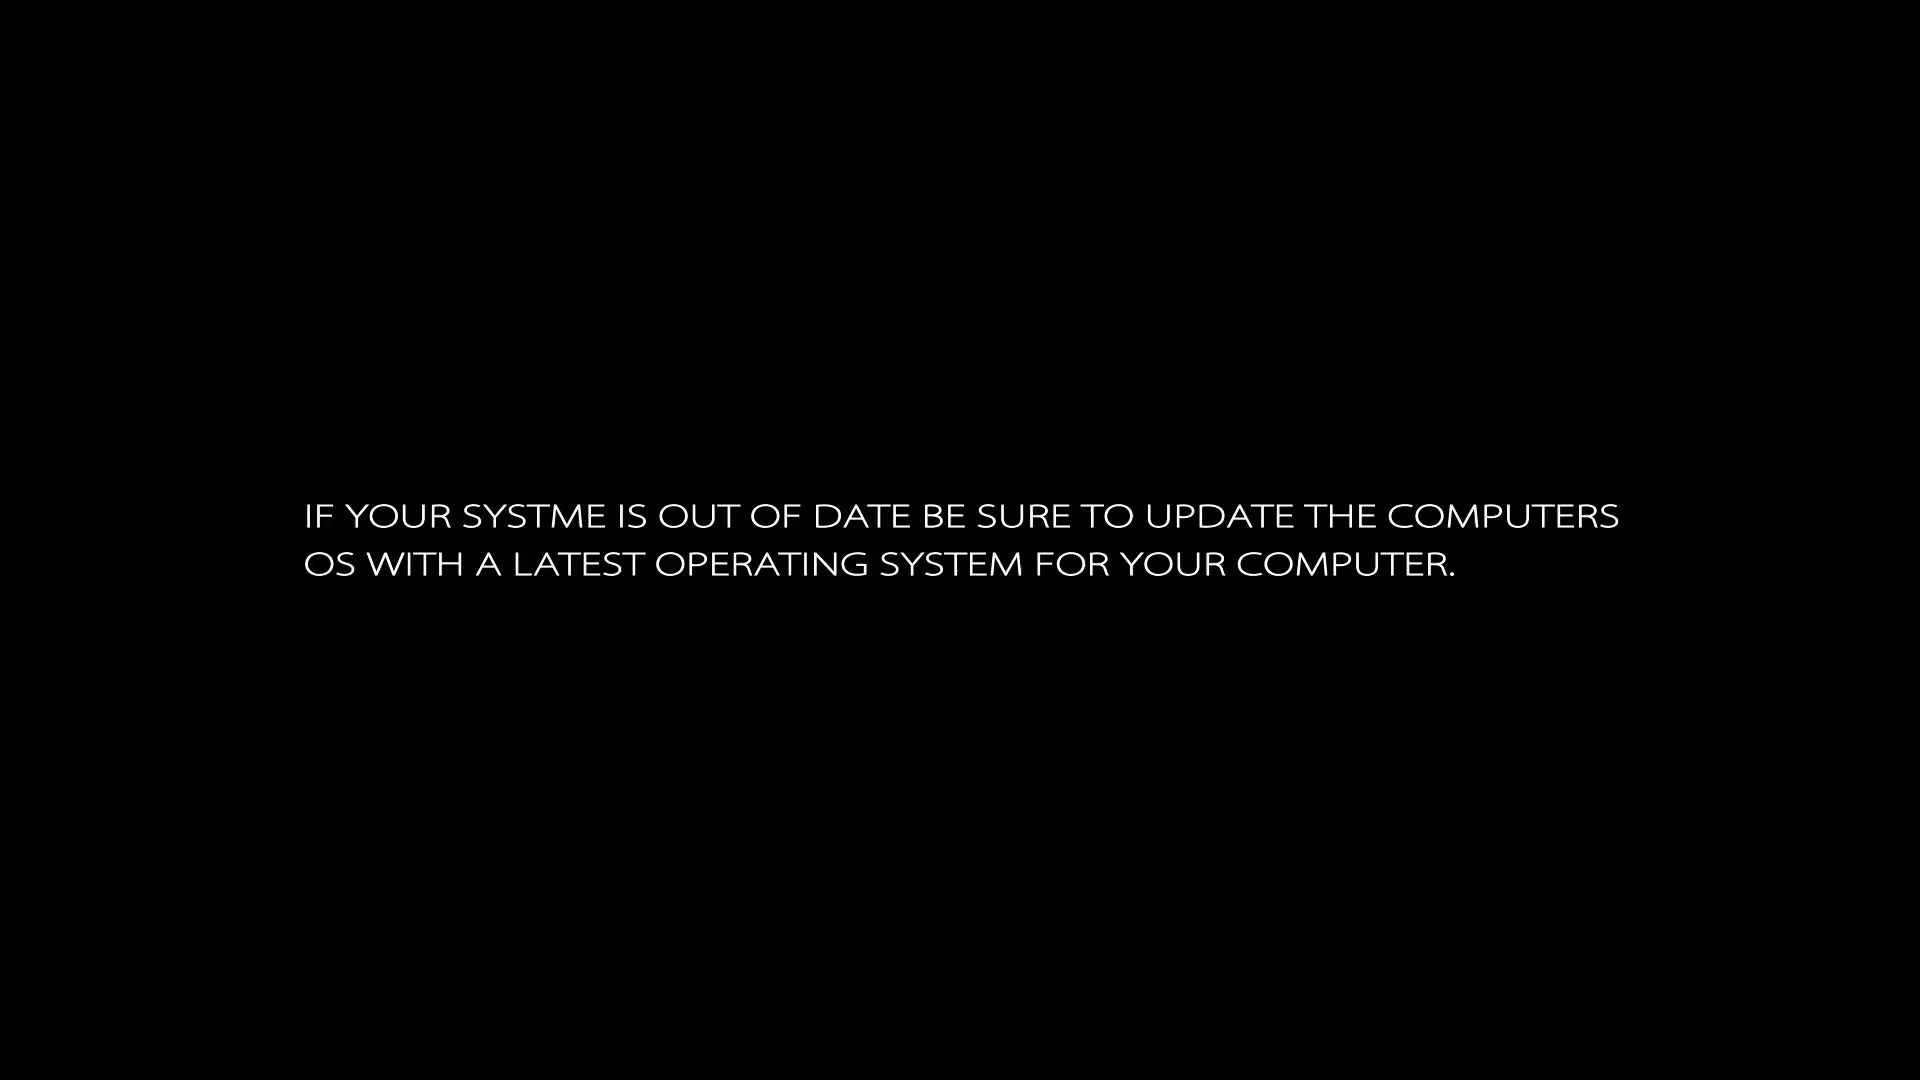 IF YOUR SYSTME IS OUT OF DATE BE SURE TO UPDATE THE COMPUTERS
OS WITH A LATEST OPERATING SYSTEM FOR YOUR COMPUTER.